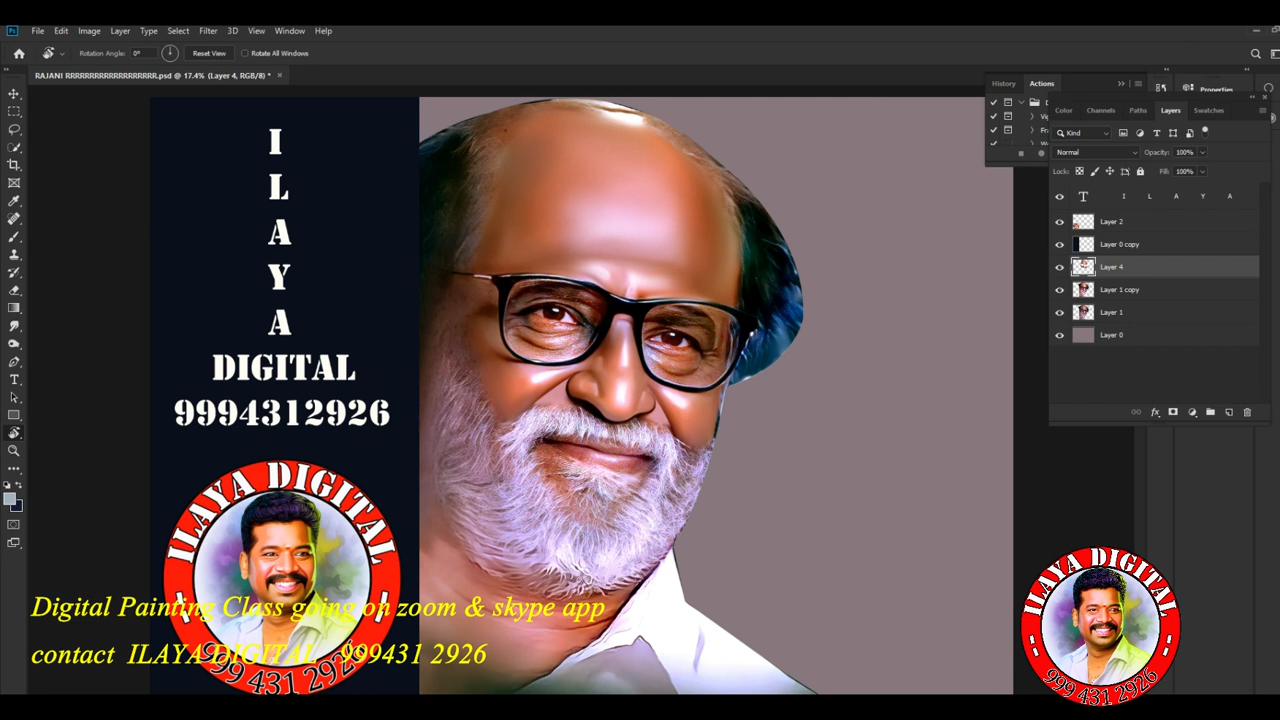 File Edit Image Layer Type Select Filter 3D View Window Help
Rotation Angle: 0° Reset View Rotate All Windows
RAJANI RRRRRRRRRRRRRRRRRRR.psd @ 17.4% (Layer 4, RGB/8) *
History Actions
Properties
Color Channels Paths Layers Swatches
Kind
Normal Opacity: 100%
Lock: Fill: 100%
I L A Y A
Layer 2
Layer 0 copy
Layer 4
Layer 1 copy
Layer 1
Layer 0
I
L
A
Y
A
DIGITAL
9994312926
ILAYA DIGITAL
999 431 2926
Digital Painting Class going on zoom & skype app
contact ILAYA DIGITAL 999431 2926
ILAYA DIGITAL
999 431 2926